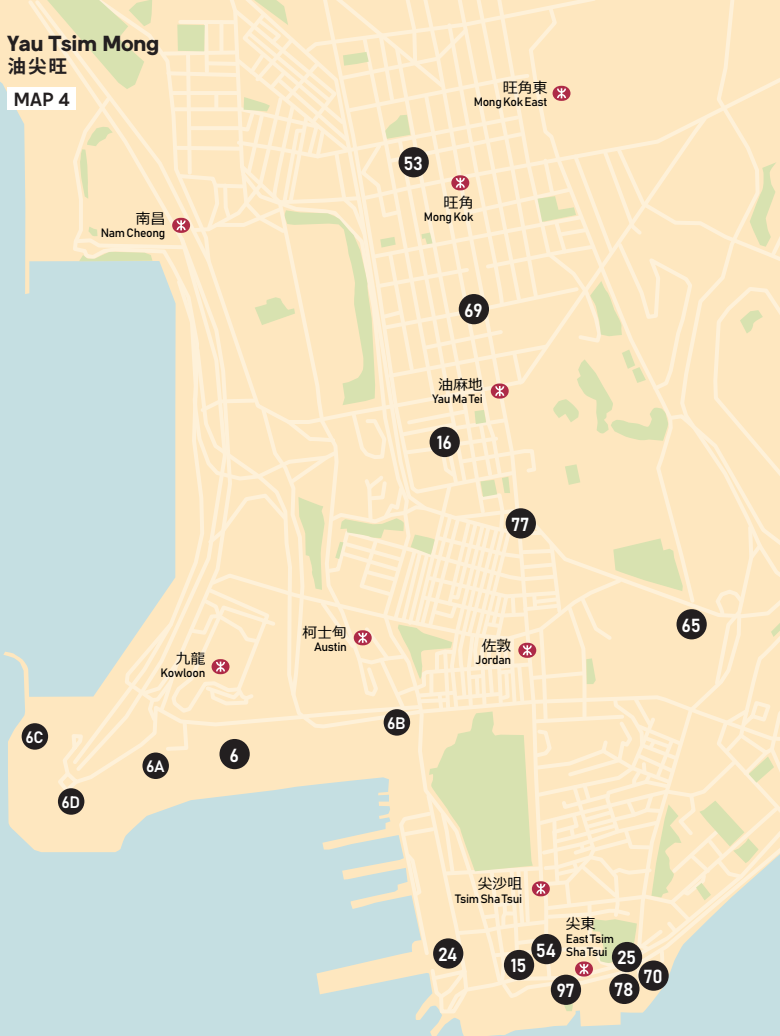 Yau Tsim Mong
油尖旺
MAP 4
旺角東
Mong Kok East
53
旺角
Mong Kok
南昌
Nam Cheong
69
油麻地
Yau Ma Tei
16
77
65
柯士甸
Austin
佐敦
Jordan
九龍
Kowloon
6B
6C
6
6A
6D
尖沙咀
Tsim Sha Tsui
尖東
East Tsim
Sha Tsui
54
24
15
25
70
97
78